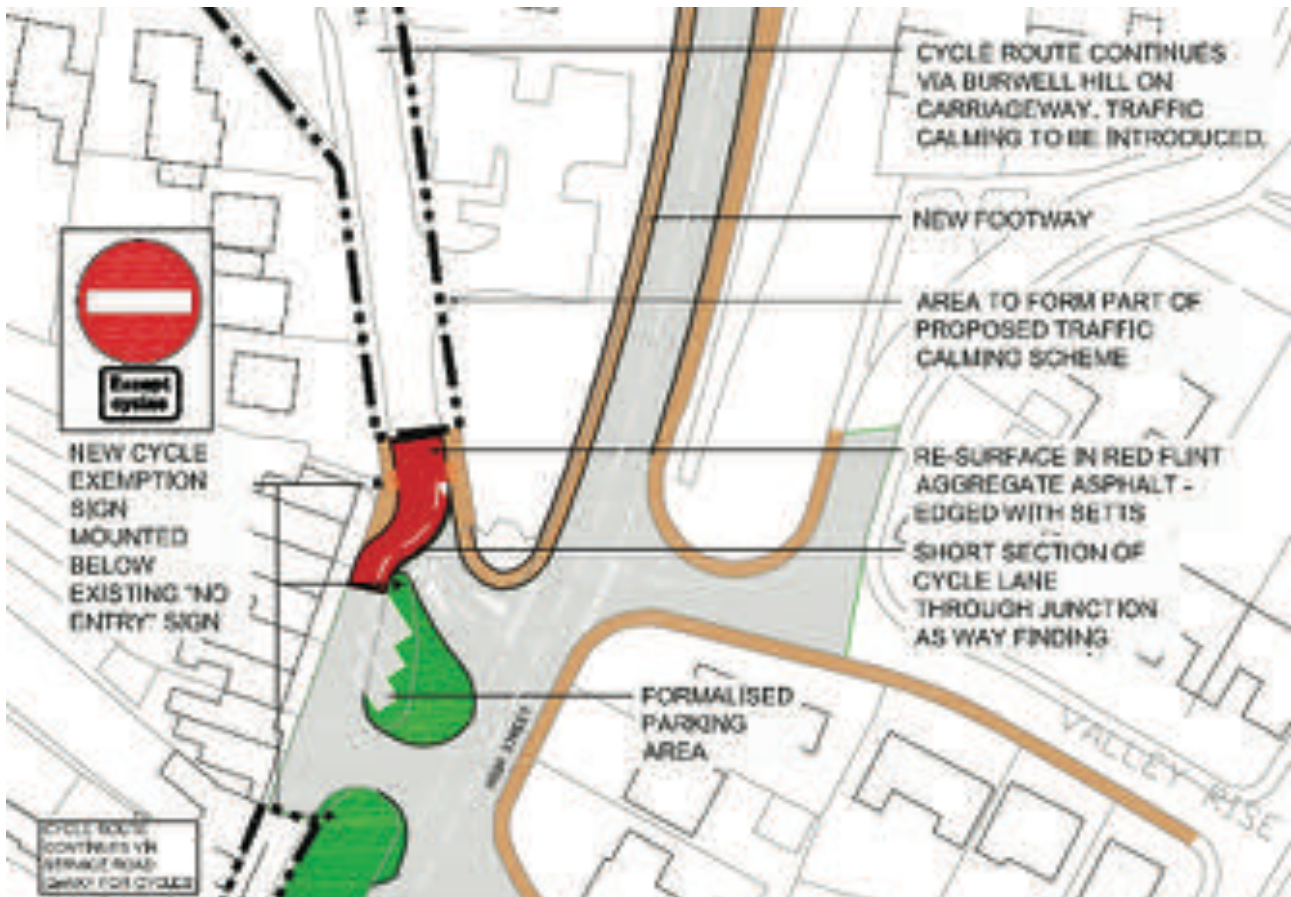 CYCLE ROUTE CONTINUES
VIA BURWELL HILL ON
CARRIAGEWAY. TRAFFIC
CALMING TO BE INTRODUCED.
NEW FOOTWAY
AREA TO FORM PART OF
PROPOSED TRAFFIC
CALMING SCHEME
Except
cycles
NEW CYCLE
EXEMPTION
SIGN
MOUNTED
BELOW
EXISTING "NO
ENTRY" SIGN
RE-SURFACE IN RED FLINT
AGGREGATE ASPHALT -
EDGED WITH SETTS
SHORT SECTION OF
CYCLE LANE
THROUGH JUNCTION
AS WAY FINDING
FORMALISED
PARKING
AREA
HIGH STREET
VALLEY RISE
CYCLE ROUTE
CONTINUES VIA
SERVICE ROAD
FOR CYCLES